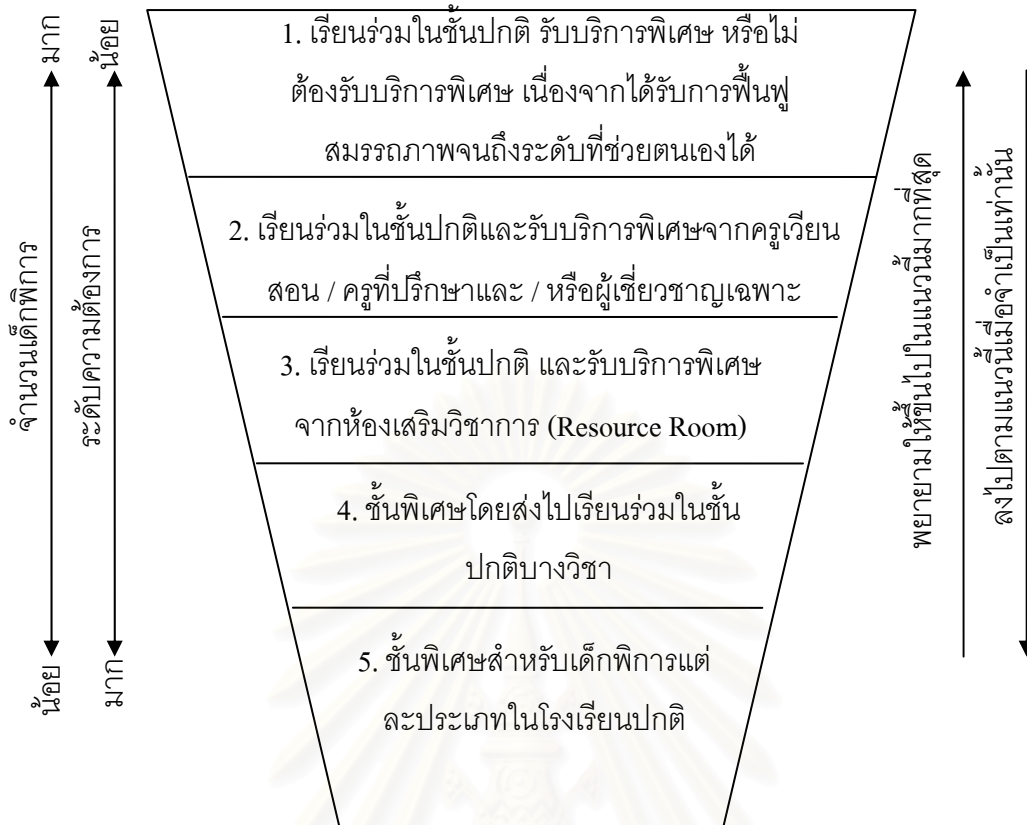 มาก
น้อย
จำนวนเด็กพิการ
ระดับความต้องการ
น้อย
มาก
1. เรียนร่วมในชั้นปกติ รับบริการพิเศษ หรือไม่
ต้องรับบริการพิเศษ เนื่องจากได้รับการฟื้นฟู
สมรรถภาพจนถึงระดับที่ช่วยตนเองได้
2. เรียนร่วมในชั้นปกติและรับบริการพิเศษจากครูเวียน
สอน / ครูที่ปรึกษาและ / หรือผู้เชี่ยวชาญเฉพาะ
3. เรียนร่วมในชั้นปกติ และรับบริการพิเศษ
จากห้องเสริมวิชาการ (Resource Room)
4. ชั้นพิเศษโดยส่งไปเรียนร่วมในชั้น
ปกติบางวิชา
5. ชั้นพิเศษสำหรับเด็กพิการแต่
ละประเภทในโรงเรียนปกติ
พยายามให้ขึ้นไปในแนวนี้มากที่สุด
ลงไปตามแนวนี้เมื่อจำเป็นเท่านั้น